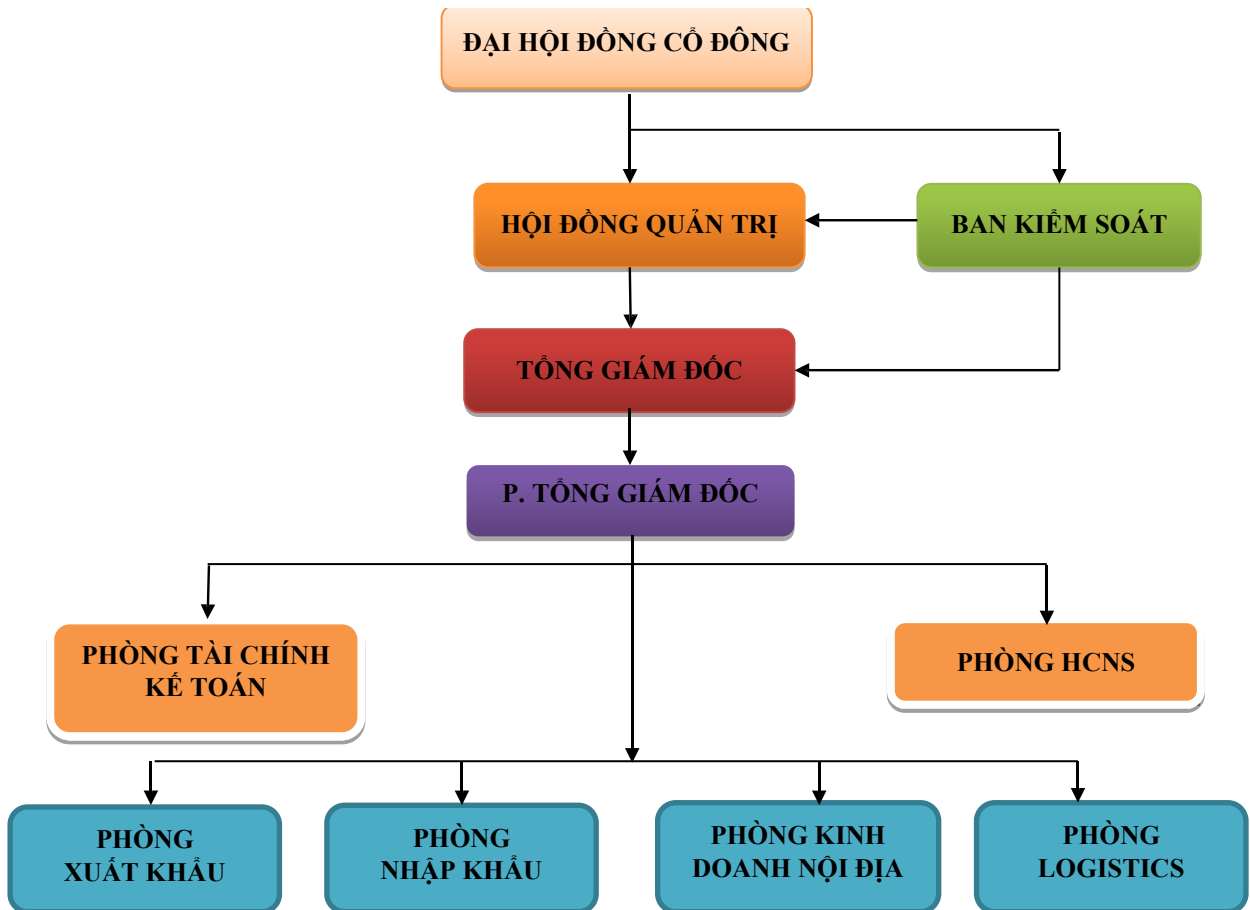 ĐẠI HỘI ĐỒNG CỔ ĐÔNG
HỘI ĐỒNG QUẢN TRỊ
BAN KIỂM SOÁT
TỔNG GIÁM ĐỐC
P. TỔNG GIÁM ĐỐC
PHÒNG TÀI CHÍNH
KẾ TOÁN
PHÒNG HCNS
PHÒNG
XUẤT KHẨU
PHÒNG
NHẬP KHẨU
PHÒNG KINH
DOANH NỘI ĐỊA
PHÒNG
LOGISTICS